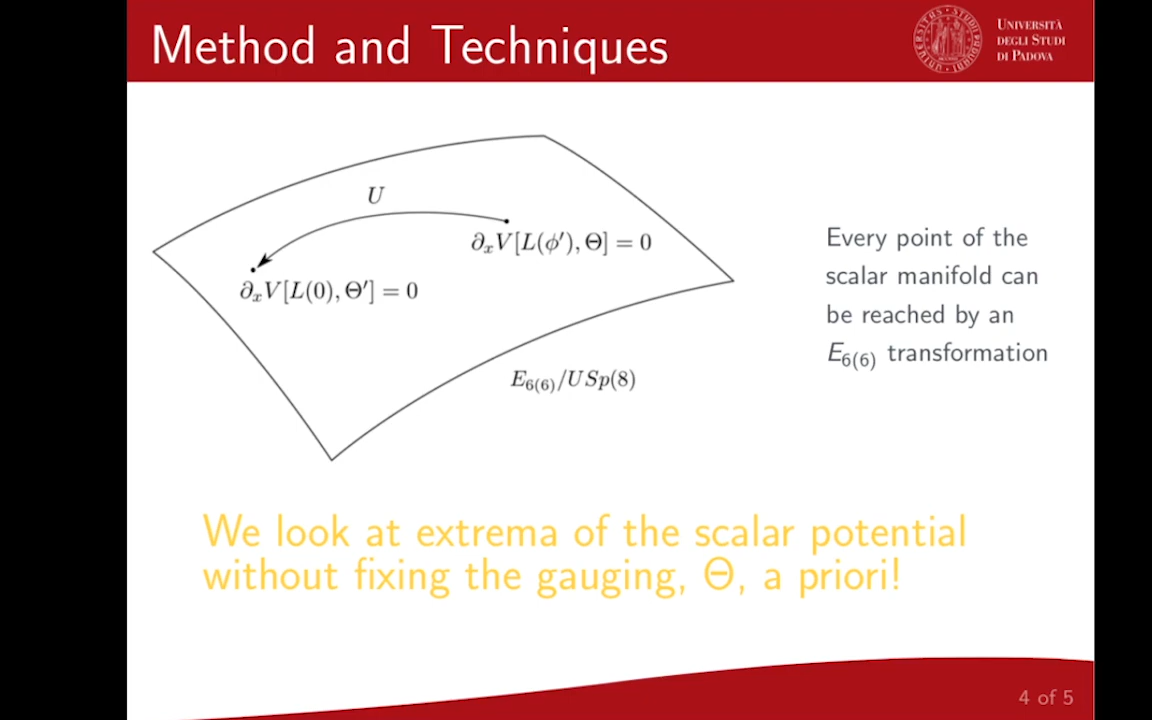 Method and Techniques
UNIVERSITÀ
DEGLI STUDI
DI PADOVA
U
∂ₓV[L(ϕ′), Θ] = 0
∂ₓV[L(0), Θ′] = 0
E₆₍₆₎/USp(8)
Every point of the
scalar manifold can
be reached by an
E₆₍₆₎ transformation
We look at extrema of the scalar potential
without fixing the gauging, Θ, a priori!
4 of 5